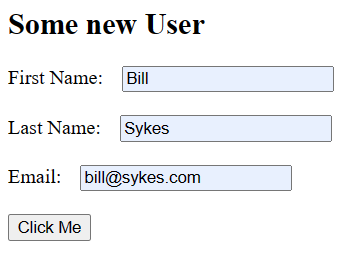 Some new User
First Name: Bill
Last Name: Sykes
Email: bill@sykes.com
Click Me